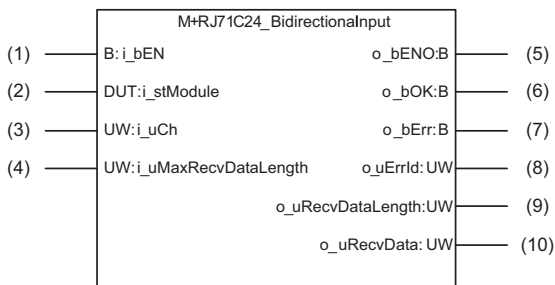 M+RJ71C24_BidirectionalInput
(1) B: i_bEN o_bENO:B (5)
(2) DUT:i_stModule o_bOK:B (6)
(3) UW:i_uCh o_bErr:B (7)
(4) UW:i_uMaxRecvDataLength o_uErrId: UW (8)
o_uRecvDataLength:UW (9)
o_uRecvData: UW (10)